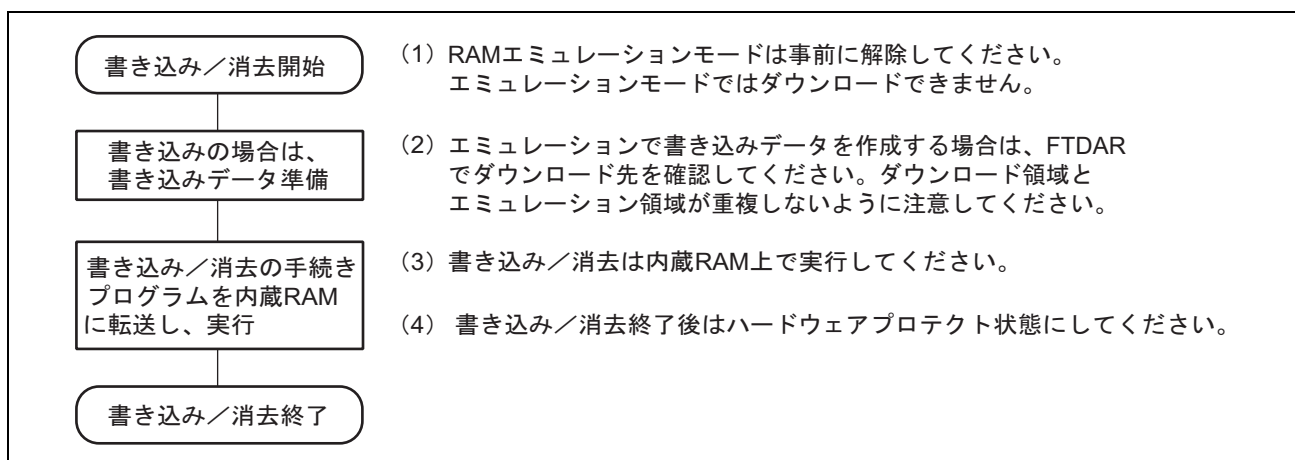 書き込み／消去開始
書き込みの場合は、
書き込みデータ準備
書き込み／消去の手続き
プログラムを内蔵RAM
に転送し、実行
書き込み／消去終了
（1）RAMエミュレーションモードは事前に解除してください。
エミュレーションモードではダウンロードできません。
（2）エミュレーションで書き込みデータを作成する場合は、FTDAR
でダウンロード先を確認してください。ダウンロード領域と
エミュレーション領域が重複しないように注意してください。
（3）書き込み／消去は内蔵RAM上で実行してください。
（4） 書き込み／消去終了後はハードウェアプロテクト状態にしてください。